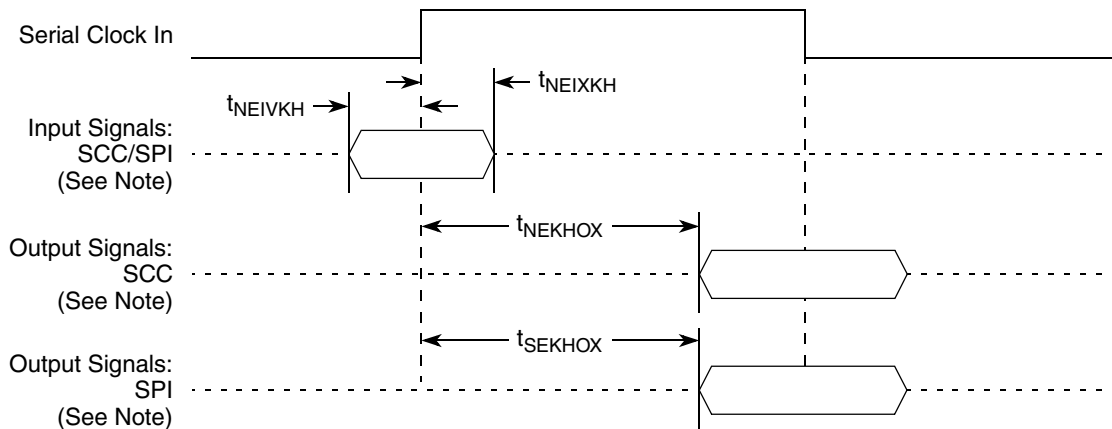 Serial Clock In
tNEIXKH
tNEIVKH
Input Signals:
SCC/SPI
(See Note)
tNEKHOX
Output Signals:
SCC
(See Note)
tSEKHOX
Output Signals:
SPI
(See Note)